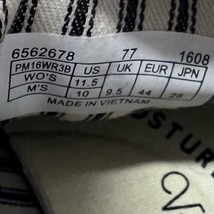 6562678 77 1608
PM16WR3B US UK EUR JPN
WO'S 11.5
M'S 10 9.5 44 28
MADE IN VIETNAM